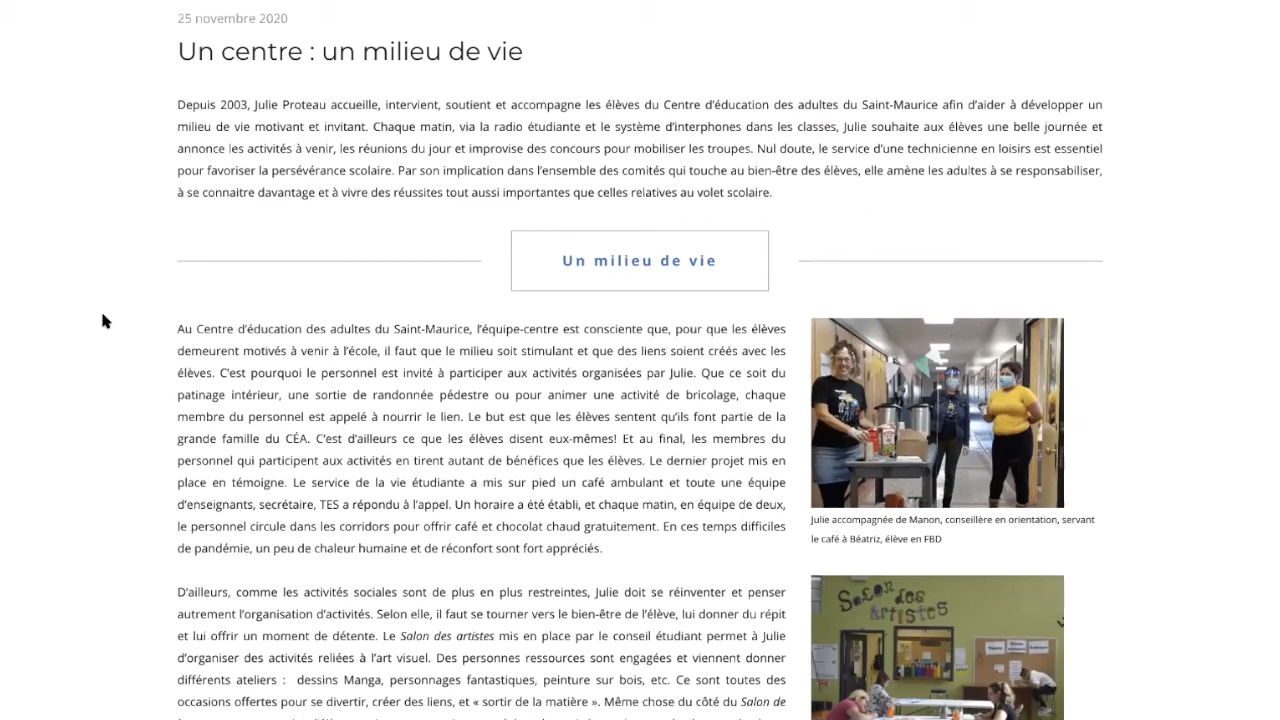 25 novembre 2020
Un centre : un milieu de vie
Depuis 2003, Julie Proteau accueille, intervient, soutient et accompagne les élèves du Centre d'éducation des adultes du Saint-Maurice afin d'aider à développer un
milieu de vie motivant et invitant. Chaque matin, via la radio étudiante et le système d'interphones dans les classes, Julie souhaite aux élèves une belle journée et
annonce les activités à venir, les réunions du jour et improvise des concours pour mobiliser les troupes. Nul doute, le service d'une technicienne en loisirs est essentiel
pour favoriser la persévérance scolaire. Par son implication dans l'ensemble des comités qui touche au bien-être des élèves, elle amène les adultes à se responsabiliser,
à se connaitre davantage et à vivre des réussites tout aussi importantes que celles relatives au volet scolaire.
Un milieu de vie
Au Centre d'éducation des adultes du Saint-Maurice, l'équipe-centre est consciente que, pour que les élèves
demeurent motivés à venir à l'école, il faut que le milieu soit stimulant et que des liens soient créés avec les
élèves. C'est pourquoi le personnel est invité à participer aux activités organisées par Julie. Que ce soit du
patinage intérieur, une sortie de randonnée pédestre ou pour animer une activité de bricolage, chaque
membre du personnel est appelé à nourrir le lien. Le but est que les élèves sentent qu'ils font partie de la
grande famille du CÉA. C'est d'ailleurs ce que les élèves disent eux-mêmes! Et au final, les membres du
personnel qui participent aux activités en tirent autant de bénéfices que les élèves. Le dernier projet mis en
place en témoigne. Le service de la vie étudiante a mis sur pied un café ambulant et toute une équipe
d'enseignants, secrétaire, TES a répondu à l'appel. Un horaire a été établi, et chaque matin, en équipe de deux,
le personnel circule dans les corridors pour offrir café et chocolat chaud gratuitement. En ces temps difficiles
de pandémie, un peu de chaleur humaine et de réconfort sont fort appréciés.
Julie accompagnée de Manon, conseillère en orientation, servant
le café à Béatriz, élève en FBD
D'ailleurs, comme les activités sociales sont de plus en plus restreintes, Julie doit se réinventer et penser
autrement l'organisation d'activités. Selon elle, il faut se tourner vers le bien-être de l'élève, lui donner du répit
et lui offrir un moment de détente. Le Salon des artistes mis en place par le conseil étudiant permet à Julie
d'organiser des activités reliées à l'art visuel. Des personnes ressources sont engagées et viennent donner
différents ateliers : dessins Manga, personnages fantastiques, peinture sur bois, etc. Ce sont toutes des
occasions offertes pour se divertir, créer des liens, et « sortir de la matière ». Même chose du côté du Salon de
Salon des
Artistes